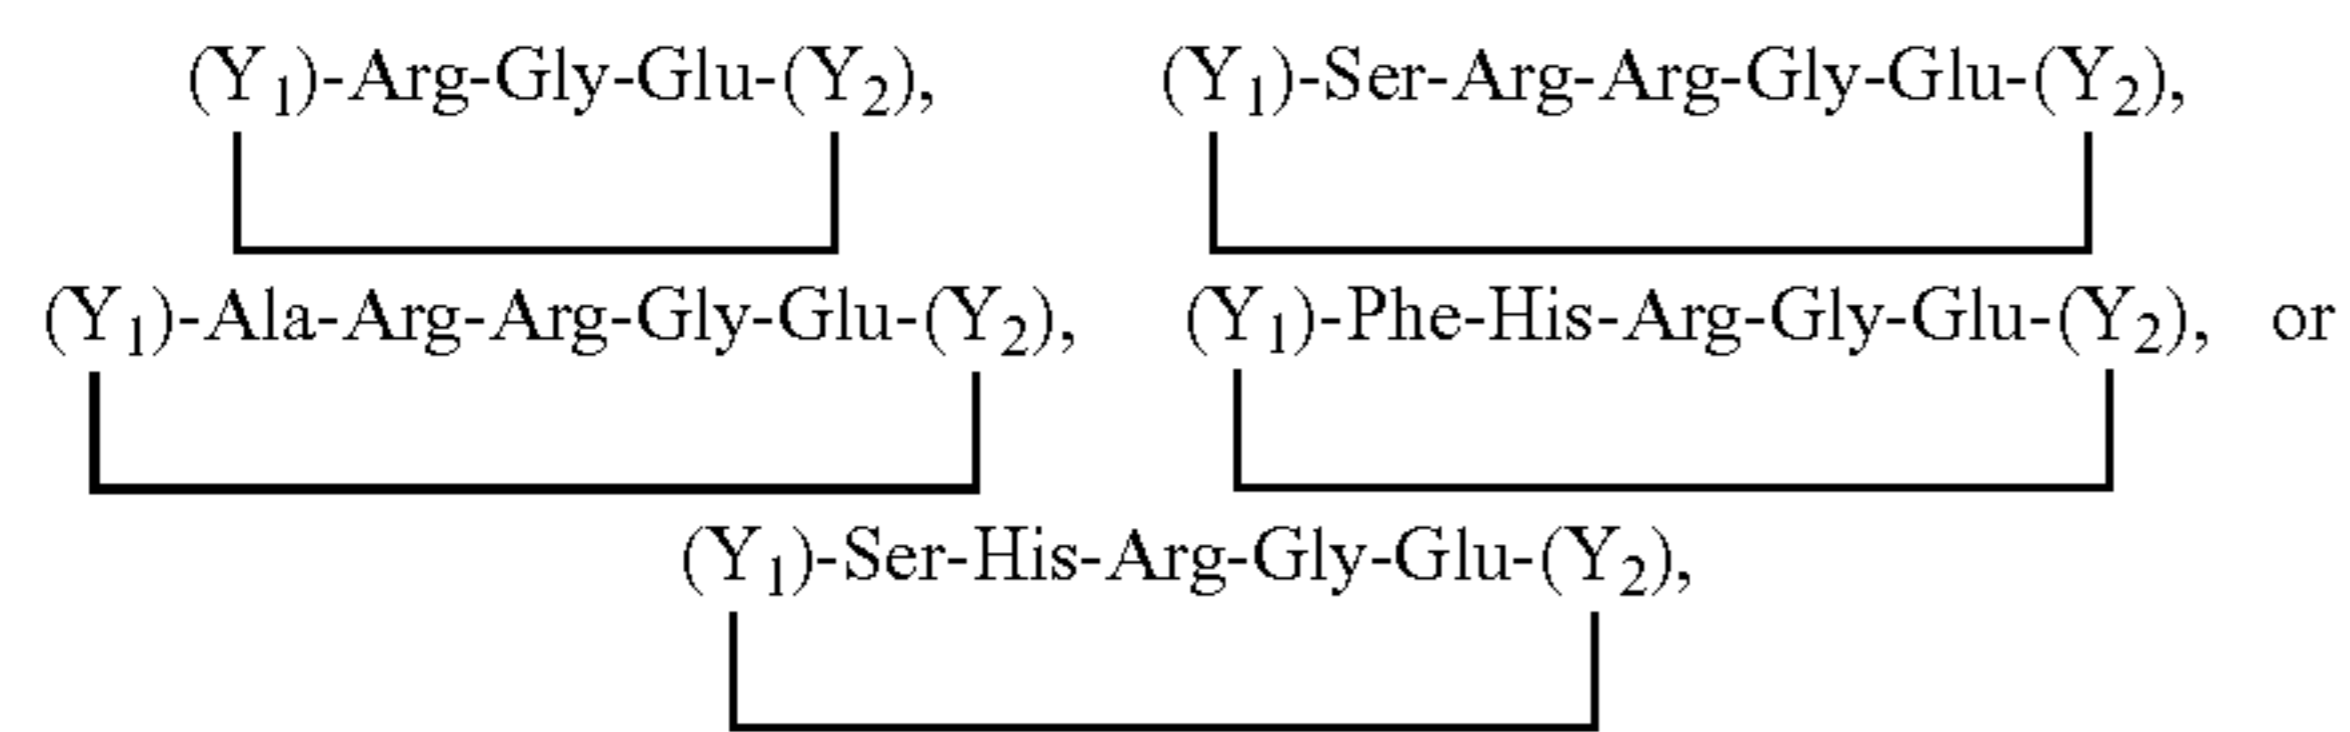 (Y₁)-Arg-Gly-Glu-(Y₂), (Y₁)-Ser-Arg-Arg-Gly-Glu-(Y₂),
(Y₁)-Ala-Arg-Arg-Gly-Glu-(Y₂), (Y₁)-Phe-His-Arg-Gly-Glu-(Y₂), or
(Y₁)-Ser-His-Arg-Gly-Glu-(Y₂),